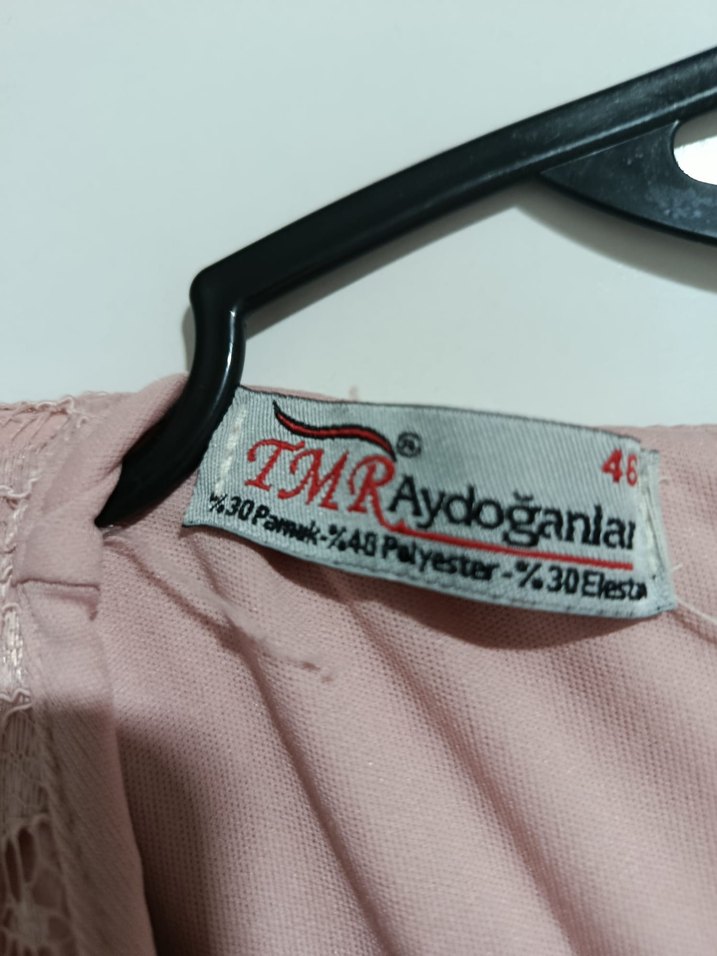 46
TMR Aydoğanlar ®
%30 Pamuk-%48 Polyester-%30 Elesta